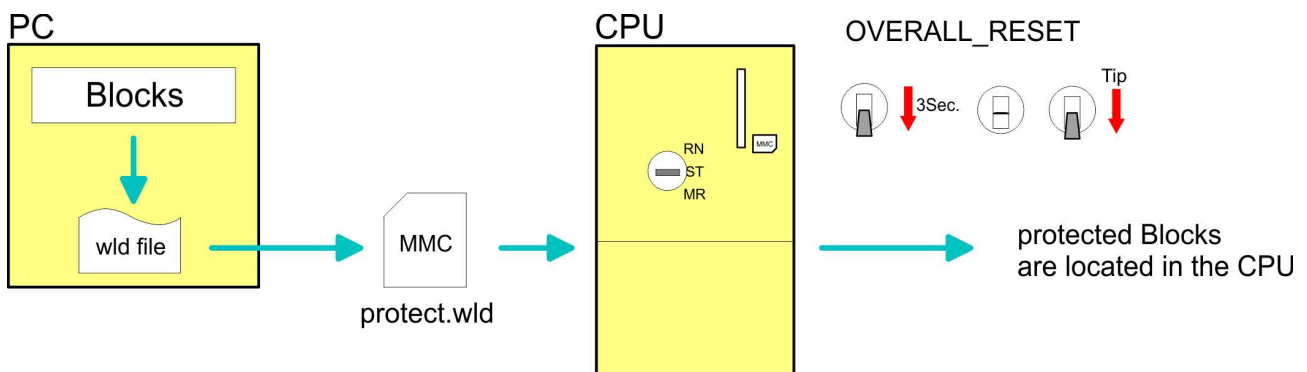 PC
Blocks
wld file
MMC
protect.wld
CPU
MMC
RN
ST
MR
OVERALL_RESET
3Sec.
Tip
protected Blocks
are located in the CPU